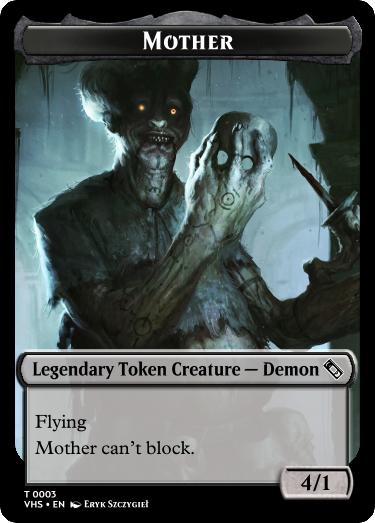 Mother
Legendary Token Creature — Demon
Flying
Mother can't block.
4/1
T 0003
VHS • EN Eryk Szczygieł